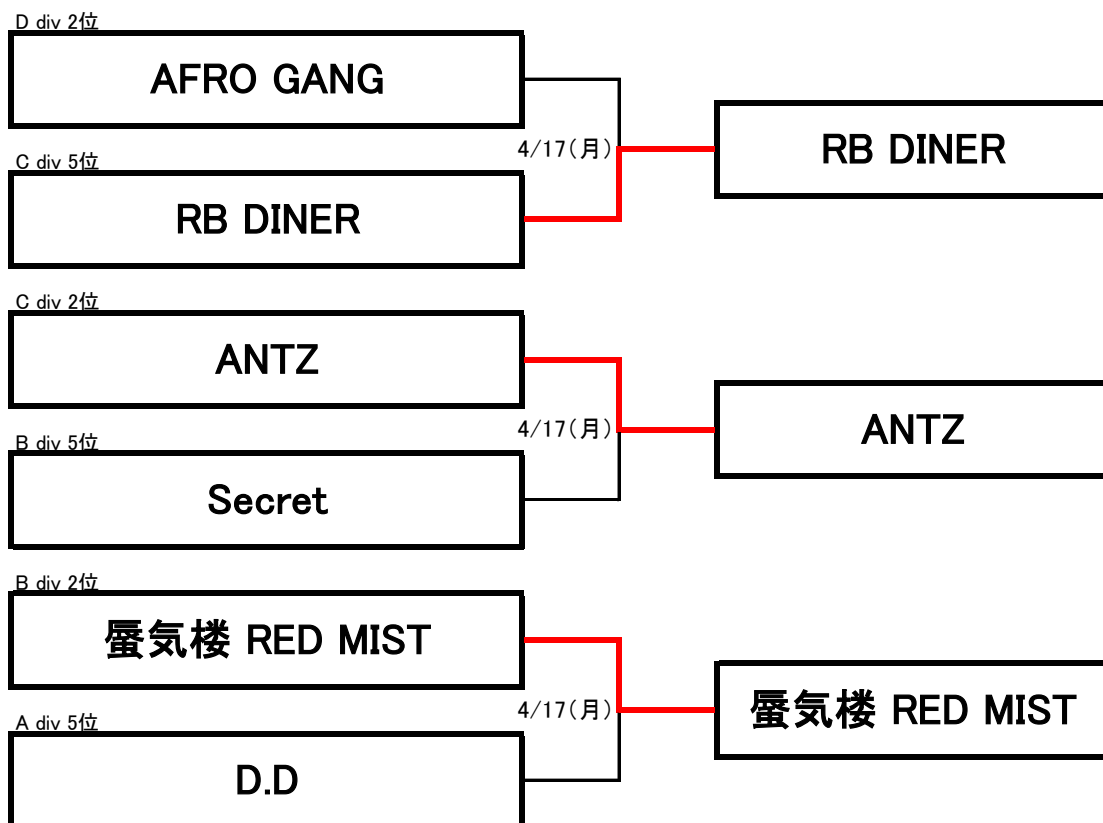 D div 2位
AFRO GANG
4/17(月)
RB DINER
C div 5位
RB DINER
C div 2位
ANTZ
4/17(月)
ANTZ
B div 5位
Secret
B div 2位
蜃気楼 RED MIST
4/17(月)
蜃気楼 RED MIST
A div 5位
D.D